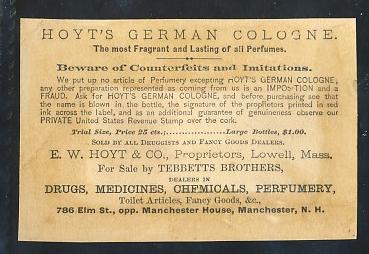 HOYT'S GERMAN COLOGNE.
The most Fragrant and Lasting of all Perfumes.
Beware of Counterfeits and Imitations.
We put up no article of Perfumery excepting HOYT'S GERMAN COLOGNE,
any other preparation represented as coming from us is an IMPOSITION and a
FRAUD. Ask for HOYT'S GERMAN COLOGNE, and before purchasing see that
the name is blown in the bottle, the signature of the proprietors printed in red
ink across the label, and as an additional guarantee of genuineness observe our
PRIVATE United States Revenue Stamp over the cork.
Trial Size, Price 25 cts.;..............Large Bottles, $1.00.
SOLD BY ALL DRUGGISTS AND FANCY GOODS DEALERS.
E. W. HOYT & CO., Proprietors, Lowell, Mass.
For Sale by TEBBETTS BROTHERS,
DEALERS IN
DRUGS, MEDICINES, CHEMICALS, PERFUMERY,
Toilet Articles, Fancy Goods, &c.,
786 Elm St., opp. Manchester House, Manchester, N. H.